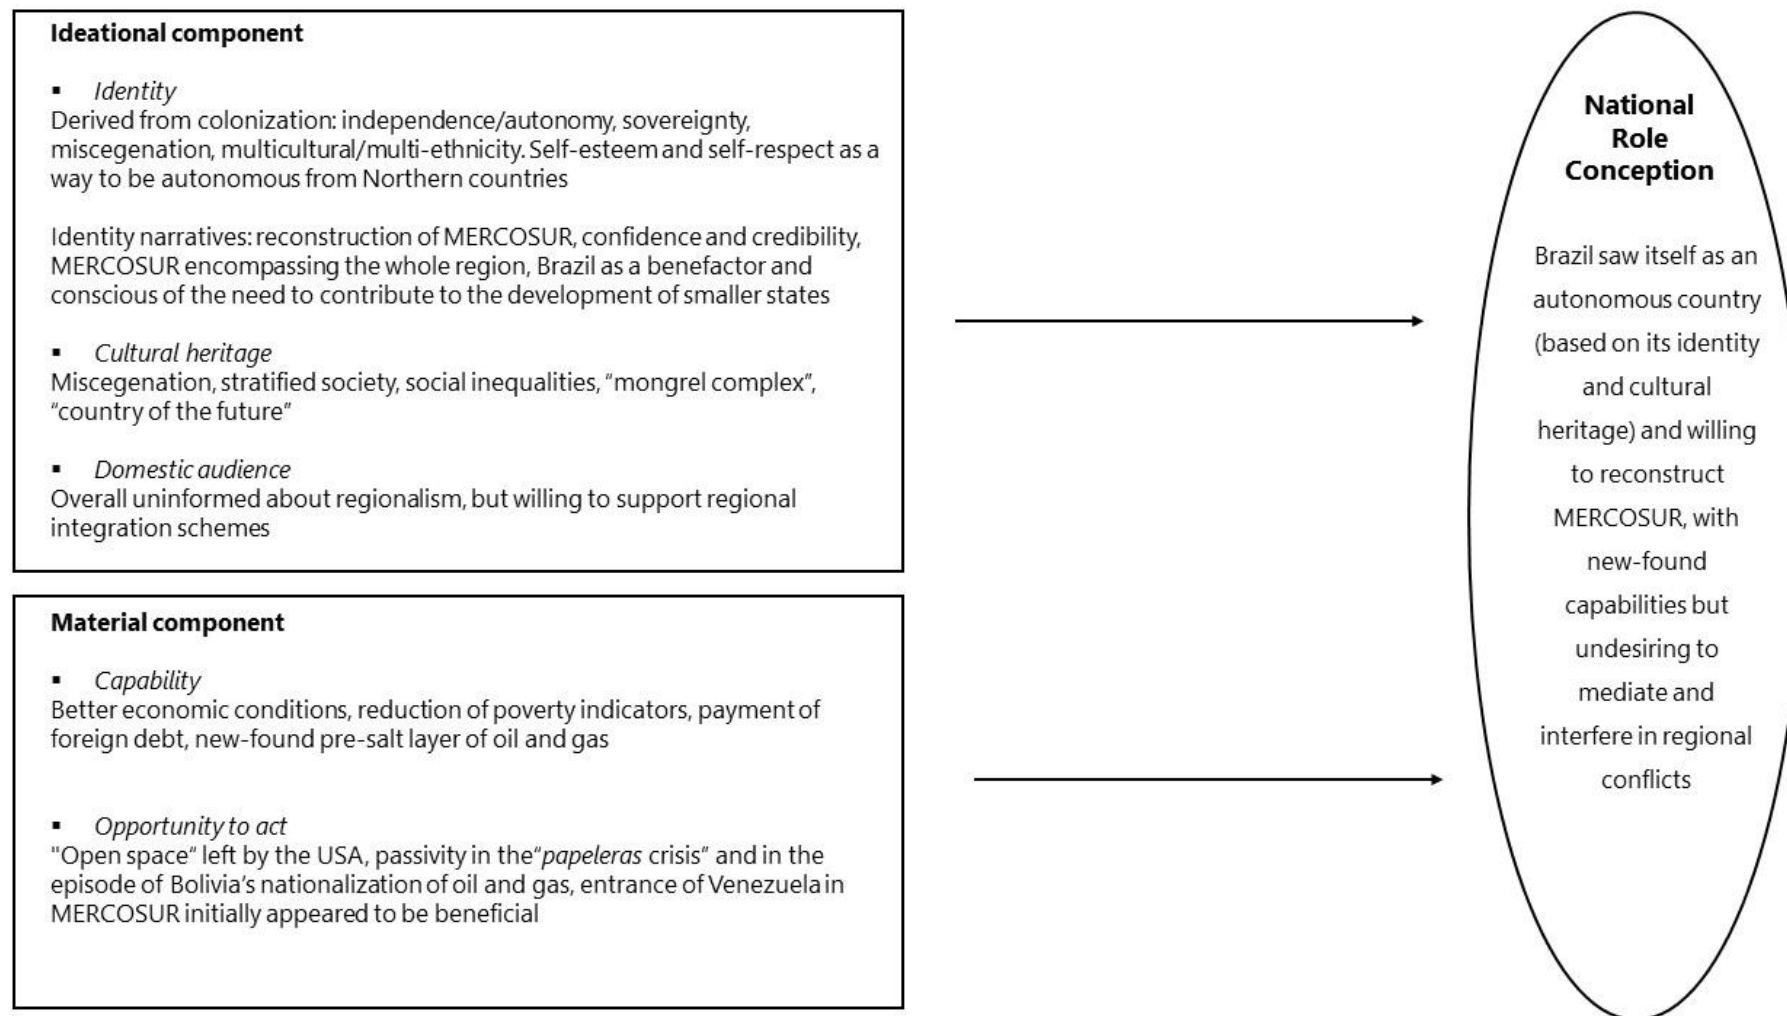 Ideational component
▪ Identity
Derived from colonization: independence/autonomy, sovereignty,
miscegenation, multicultural/multi-ethnicity. Self-esteem and self-respect as a
way to be autonomous from Northern countries
Identity narratives: reconstruction of MERCOSUR, confidence and credibility,
MERCOSUR encompassing the whole region, Brazil as a benefactor and
conscious of the need to contribute to the development of smaller states
▪ Cultural heritage
Miscegenation, stratified society, social inequalities, "mongrel complex",
"country of the future"
▪ Domestic audience
Overall uninformed about regionalism, but willing to support regional
integration schemes
Material component
▪ Capability
Better economic conditions, reduction of poverty indicators, payment of
foreign debt, new-found pre-salt layer of oil and gas
▪ Opportunity to act
"Open space" left by the USA, passivity in the "papeleras crisis" and in the
episode of Bolivia's nationalization of oil and gas, entrance of Venezuela in
MERCOSUR initially appeared to be beneficial
National
Role
Conception
Brazil saw itself as an
autonomous country
(based on its identity
and cultural
heritage) and willing
to reconstruct
MERCOSUR, with
new-found
capabilities but
undesiring to
mediate and
interfere in regional
conflicts